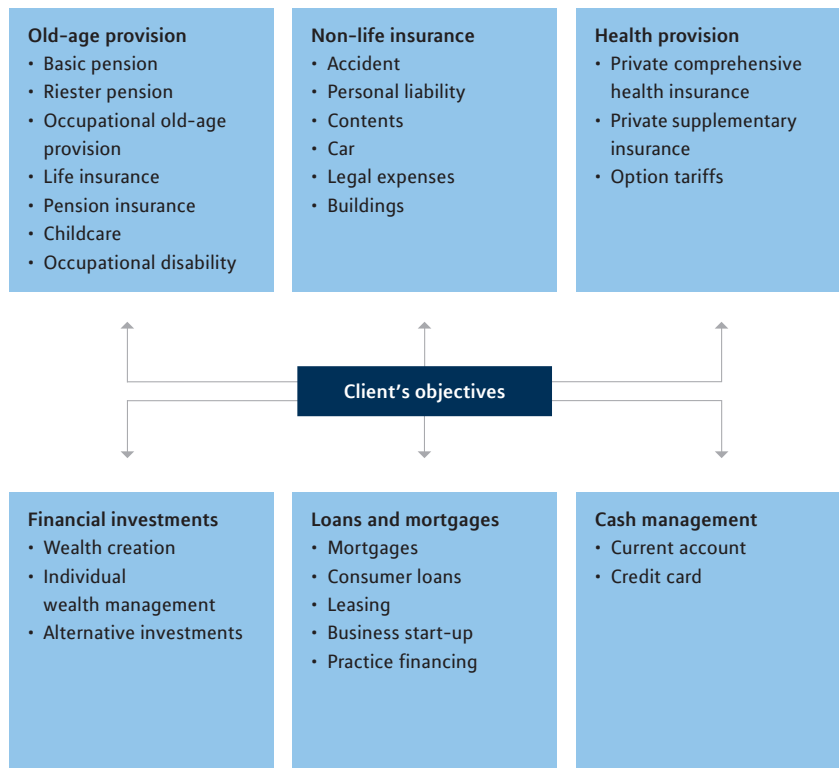 Old-age provision
• Basic pension
• Riester pension
• Occupational old-age
provision
• Life insurance
• Pension insurance
• Childcare
• Occupational disability
Non-life insurance
• Accident
• Personal liability
• Contents
• Car
• Legal expenses
• Buildings
Health provision
• Private comprehensive
health insurance
• Private supplementary
insurance
• Option tariffs
Client's objectives
Financial investments
• Wealth creation
• Individual
wealth management
• Alternative investments
Loans and mortgages
• Mortgages
• Consumer loans
• Leasing
• Business start-up
• Practice financing
Cash management
• Current account
• Credit card